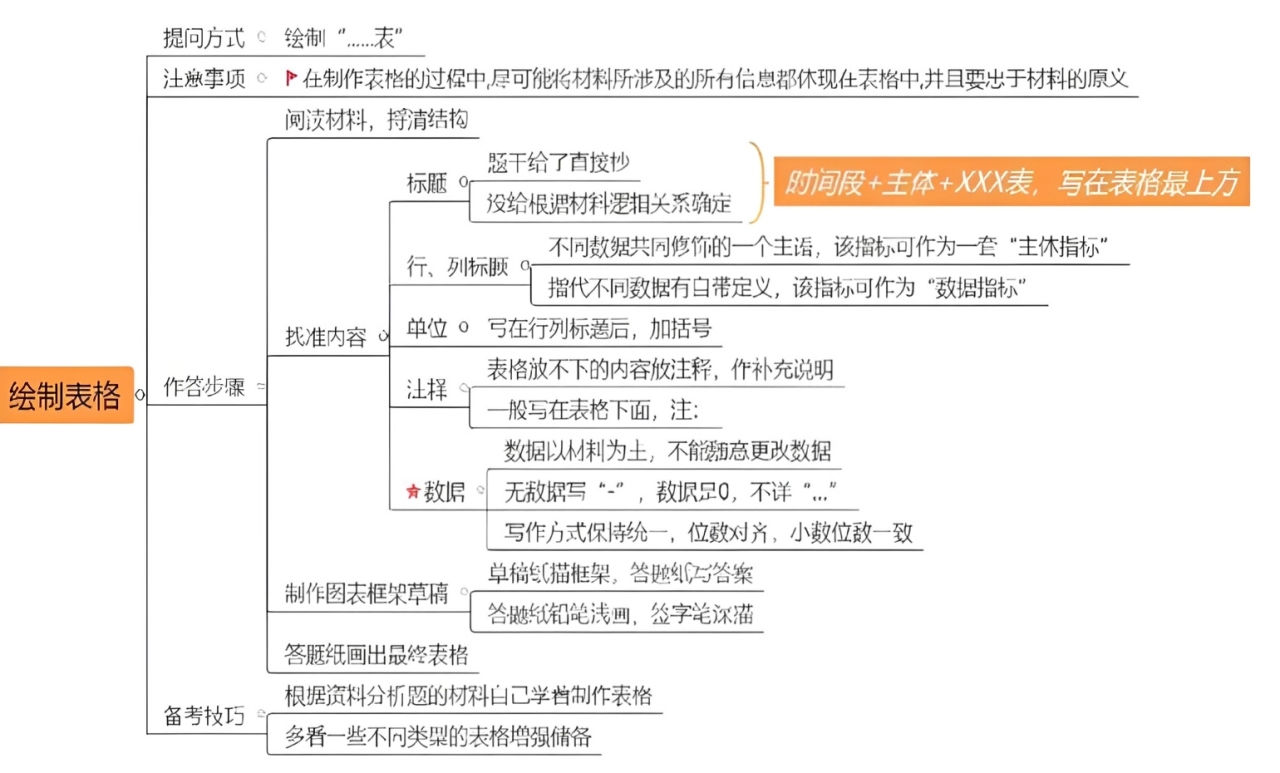 提问方式
绘制“……表”
注意事项
在制作表格的过程中,尽可能将材料所涉及的所有信息都体现在表格中,并且要忠于材料的原义
阅读材料，捋清结构
标题
题干给了直接抄
没给根据材料逻辑关系确定
时间段+主体+XXX表，写在表格最上方
行、列标题
不同数据共同修饰的一个主语，该指标可作为一套“主体指标”
指代不同数据有自带定义，该指标可作为“数据指标”
找准内容
单位
写在行列标题后，加括号
注释
表格放不下的内容放注释，作补充说明
一般写在表格下面，注：
绘制表格
作答步骤
数据
数据以材料为主，不能随意更改数据
无数据写“-”，数据是0，不详“...”
写作方式保持统一，位数对齐，小数位数一致
制作图表框架草稿
草稿纸描框架，答题纸写答案
答题纸铅笔浅画，签字笔深描
答题纸画出最终表格
备考技巧
根据资料分析题的材料自己学着制作表格
多看一些不同类型的表格增强储备